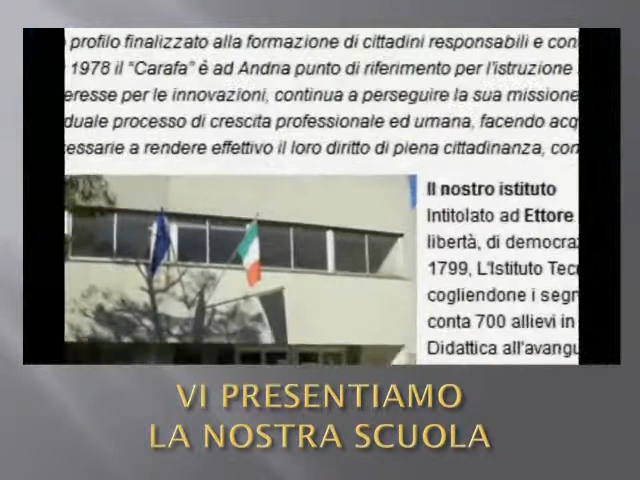 profilo finalizzato alla formazione di cittadini responsabili e con
1978 il "Carafa" è ad Andria punto di riferimento per l'istruzione
eresse per le innovazioni, continua a perseguire la sua missione
duale processo di crescita professionale ed umana, facendo acq
essarie a rendere effettivo il loro diritto di piena cittadinanza, con
Il nostro istituto
Intitolato ad Ettore
libertà, di democra
1799, L'Istituto Tec
cogliendone i segn
conta 700 allievi in
Didattica all'avangu
VI PRESENTIAMO
LA NOSTRA SCUOLA